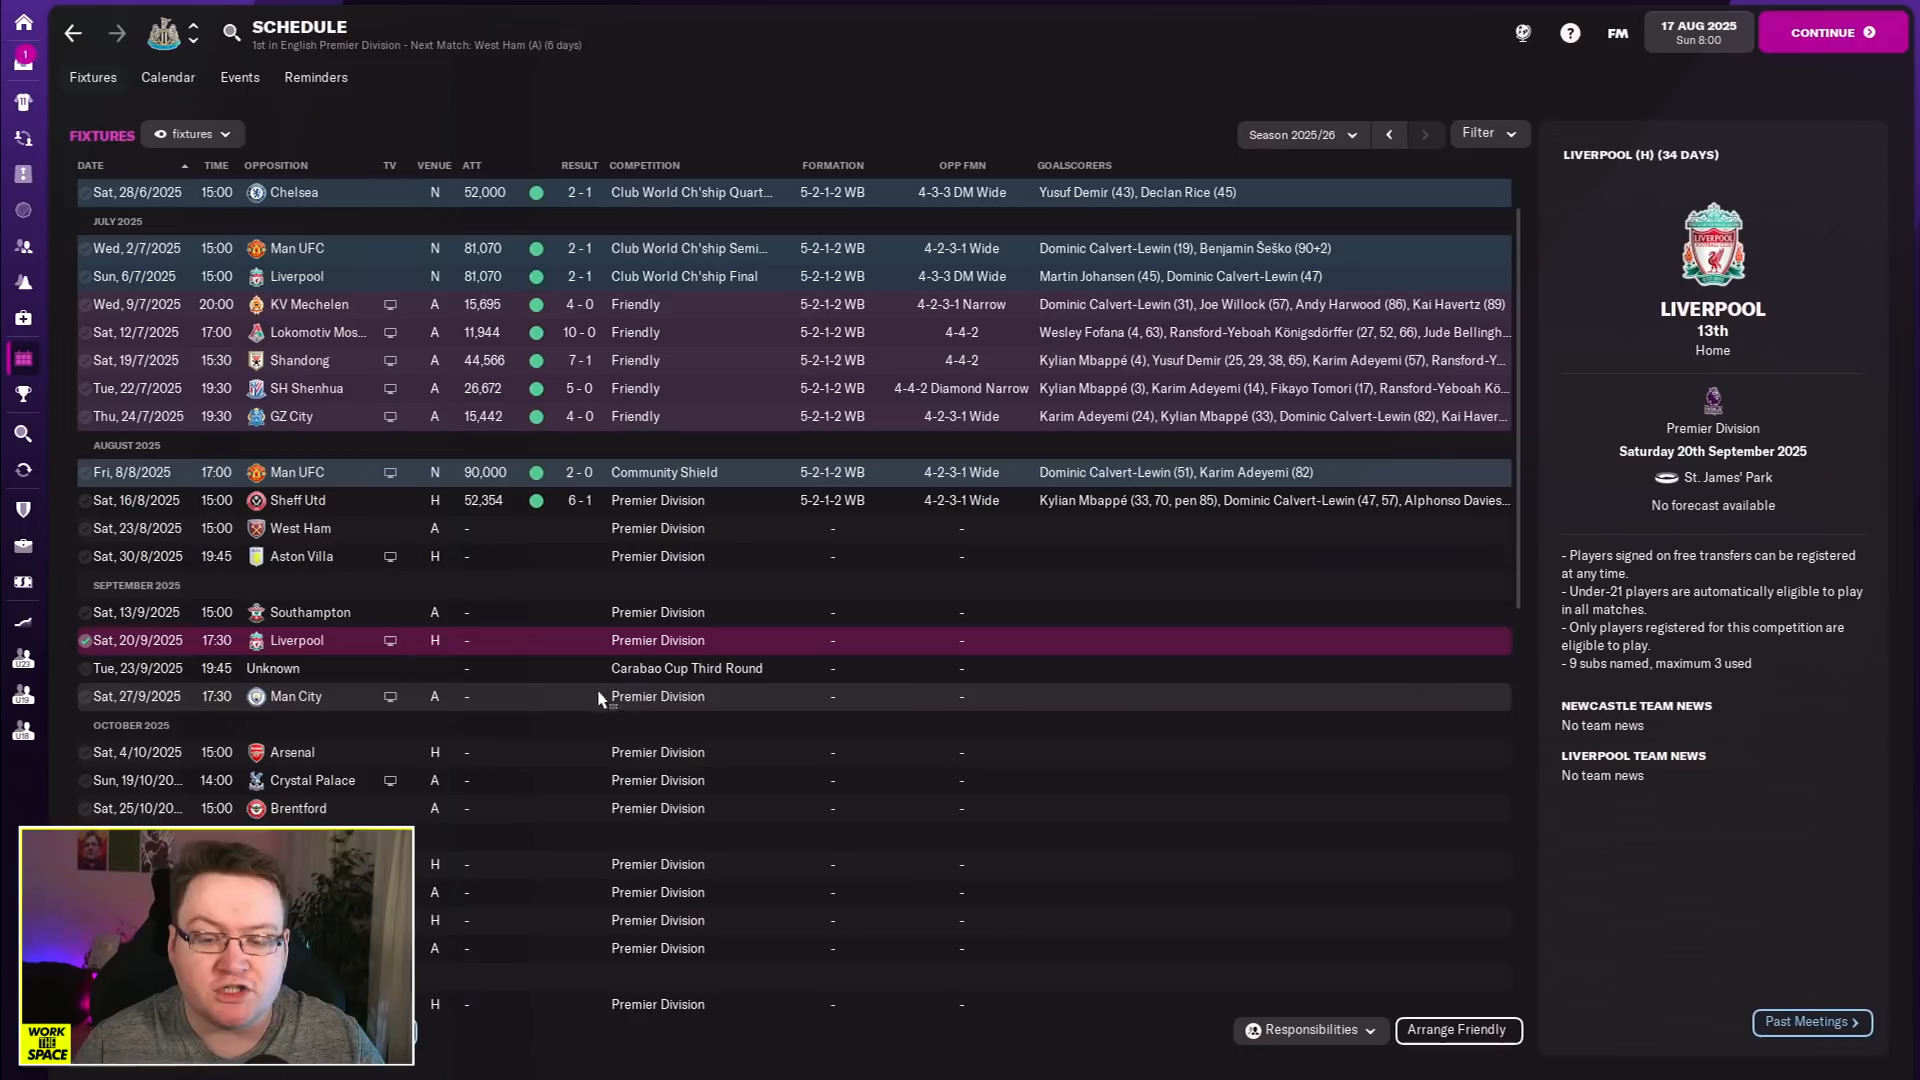 SCHEDULE
1st in English Premier Division - Next Match: West Ham (A) (6 days)
FM
17 AUG 2025
Sun 8:00
CONTINUE
1
Fixtures Calendar Events Reminders
FIXTURES fixtures Season 2025/26 Filter
DATE TIME OPPOSITION TV VENUE ATT RESULT COMPETITION FORMATION OPP FMN GOALSCORERS
Sat, 28/6/2025 15:00 Chelsea N 52,000 2 - 1 Club World Ch'ship Quart... 5-2-1-2 WB 4-3-3 DM Wide Yusuf Demir (43), Declan Rice (45)
JULY 2025
Wed, 2/7/2025 15:00 Man UFC N 81,070 2 - 1 Club World Ch'ship Semi... 5-2-1-2 WB 4-2-3-1 Wide Dominic Calvert-Lewin (19), Benjamin Šeško (90+2)
Sun, 6/7/2025 15:00 Liverpool N 81,070 2 - 1 Club World Ch'ship Final 5-2-1-2 WB 4-3-3 DM Wide Martin Johansen (45), Dominic Calvert-Lewin (47)
Wed, 9/7/2025 20:00 KV Mechelen A 15,695 4 - 0 Friendly 5-2-1-2 WB 4-2-3-1 Narrow Dominic Calvert-Lewin (31), Joe Willock (57), Andy Harwood (86), Kai Havertz (89)
Sat, 12/7/2025 17:00 Lokomotiv Mos... A 11,944 10 - 0 Friendly 5-2-1-2 WB 4-4-2 Wesley Fofana (4, 63), Ransford-Yeboah Königsdörffer (27, 52, 66), Jude Bellingh...
Sat, 19/7/2025 15:30 Shandong A 44,566 7 - 1 Friendly 5-2-1-2 WB 4-4-2 Kylian Mbappé (4), Yusuf Demir (25, 29, 38, 65), Karim Adeyemi (57), Ransford-Y...
Tue, 22/7/2025 19:30 SH Shenhua A 26,672 5 - 0 Friendly 5-2-1-2 WB 4-4-2 Diamond Narrow Kylian Mbappé (3), Karim Adeyemi (14), Fikayo Tomori (17), Ransford-Yeboah Kö...
Thu, 24/7/2025 19:30 GZ City A 15,442 4 - 0 Friendly 5-2-1-2 WB 4-2-3-1 Wide Karim Adeyemi (24), Kylian Mbappé (33), Dominic Calvert-Lewin (82), Kai Haver...
AUGUST 2025
Fri, 8/8/2025 17:00 Man UFC N 90,000 2 - 0 Community Shield 5-2-1-2 WB 4-2-3-1 Wide Dominic Calvert-Lewin (51), Karim Adeyemi (82)
Sat, 16/8/2025 15:00 Sheff Utd H 52,354 6 - 1 Premier Division 5-2-1-2 WB 4-2-3-1 Wide Kylian Mbappé (33, 70, pen 85), Dominic Calvert-Lewin (47, 57), Alphonso Davies...
Sat, 23/8/2025 15:00 West Ham A - Premier Division - -
Sat, 30/8/2025 19:45 Aston Villa H - Premier Division - -
SEPTEMBER 2025
Sat, 13/9/2025 15:00 Southampton A - Premier Division - -
Sat, 20/9/2025 17:30 Liverpool H - Premier Division - -
Tue, 23/9/2025 19:45 Unknown - Carabao Cup Third Round - -
Sat, 27/9/2025 17:30 Man City A - Premier Division - -
OCTOBER 2025
Sat, 4/10/2025 15:00 Arsenal H - Premier Division - -
Sun, 19/10/20... 14:00 Crystal Palace A - Premier Division - -
Sat, 25/10/20... 15:00 Brentford A - Premier Division - -
H - Premier Division - -
A - Premier Division - -
H - Premier Division - -
A - Premier Division - -
H - Premier Division - -
Responsibilities Arrange Friendly
LIVERPOOL (H) (34 DAYS)
LIVERPOOL
13th
Home
Premier Division
Saturday 20th September 2025
St. James' Park
No forecast available
- Players signed on free transfers can be registered
at any time.
- Under-21 players are automatically eligible to play
in all matches.
- Only players registered for this competition are
eligible to play.
- 9 subs named, maximum 3 used
NEWCASTLE TEAM NEWS
No team news
LIVERPOOL TEAM NEWS
No team news
Past Meetings
U23
U19
U18
WORK
THE
SPACE